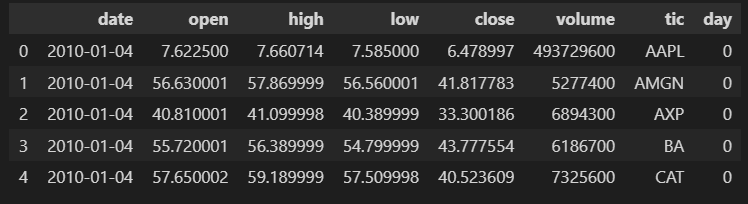 date open high low close volume tic day
0 2010-01-04 7.622500 7.660714 7.585000 6.478997 493729600 AAPL 0
1 2010-01-04 56.630001 57.869999 56.560001 41.817783 5277400 AMGN 0
2 2010-01-04 40.810001 41.099998 40.389999 33.300186 6894300 AXP 0
3 2010-01-04 55.720001 56.389999 54.799999 43.777554 6186700 BA 0
4 2010-01-04 57.650002 59.189999 57.509998 40.523609 7325600 CAT 0